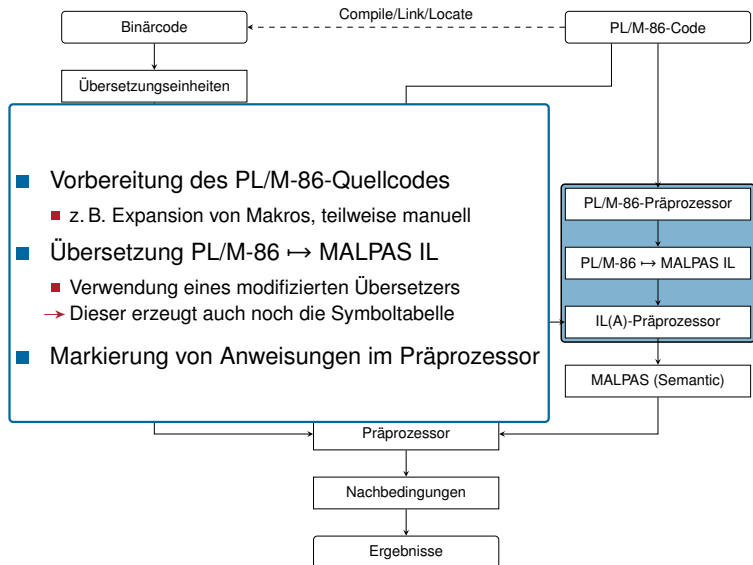 Binärcode
Compile/Link/Locate
PL/M-86-Code
Übersetzungseinheiten
Vorbereitung des PL/M-86-Quellcodes
z. B. Expansion von Makros, teilweise manuell
Übersetzung PL/M-86 ↦ MALPAS IL
Verwendung eines modifizierten Übersetzers
→ Dieser erzeugt auch noch die Symboltabelle
Markierung von Anweisungen im Präprozessor
PL/M-86-Präprozessor
PL/M-86 ↦ MALPAS IL
IL(A)-Präprozessor
MALPAS (Semantic)
Präprozessor
Nachbedingungen
Ergebnisse